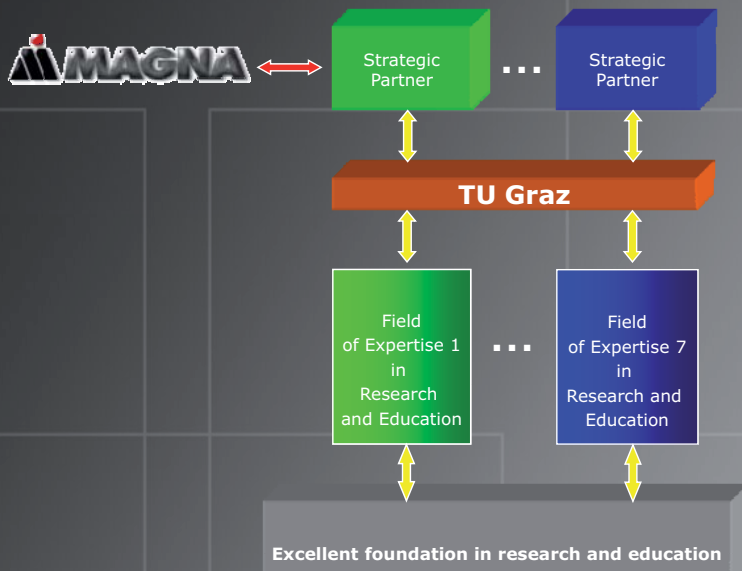 MAGNA
Strategic
Partner
...
Strategic
Partner
TU Graz
Field
of Expertise 1
in
Research
and Education
...
Field
of Expertise 7
in
Research and
Education
Excellent foundation in research and education